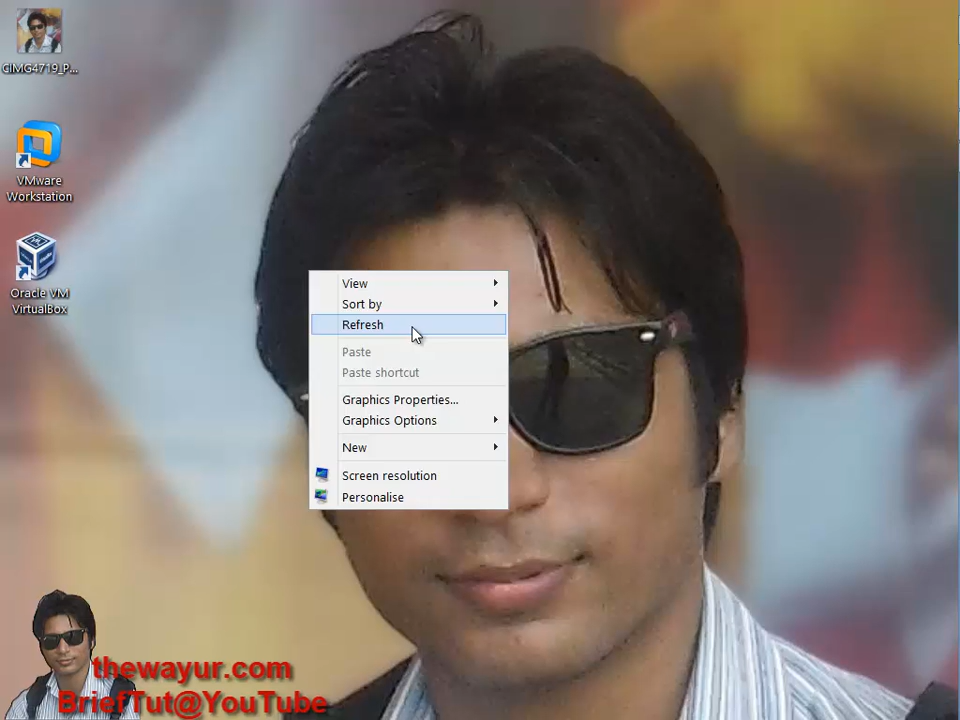 CIMG4719_P...
VMware
Workstation
Oracle VM
VirtualBox
View
Sort by
Refresh
Paste
Paste shortcut
Graphics Properties...
Graphics Options
New
Screen resolution
Personalise
thewayur.com
BriefTut@YouTube